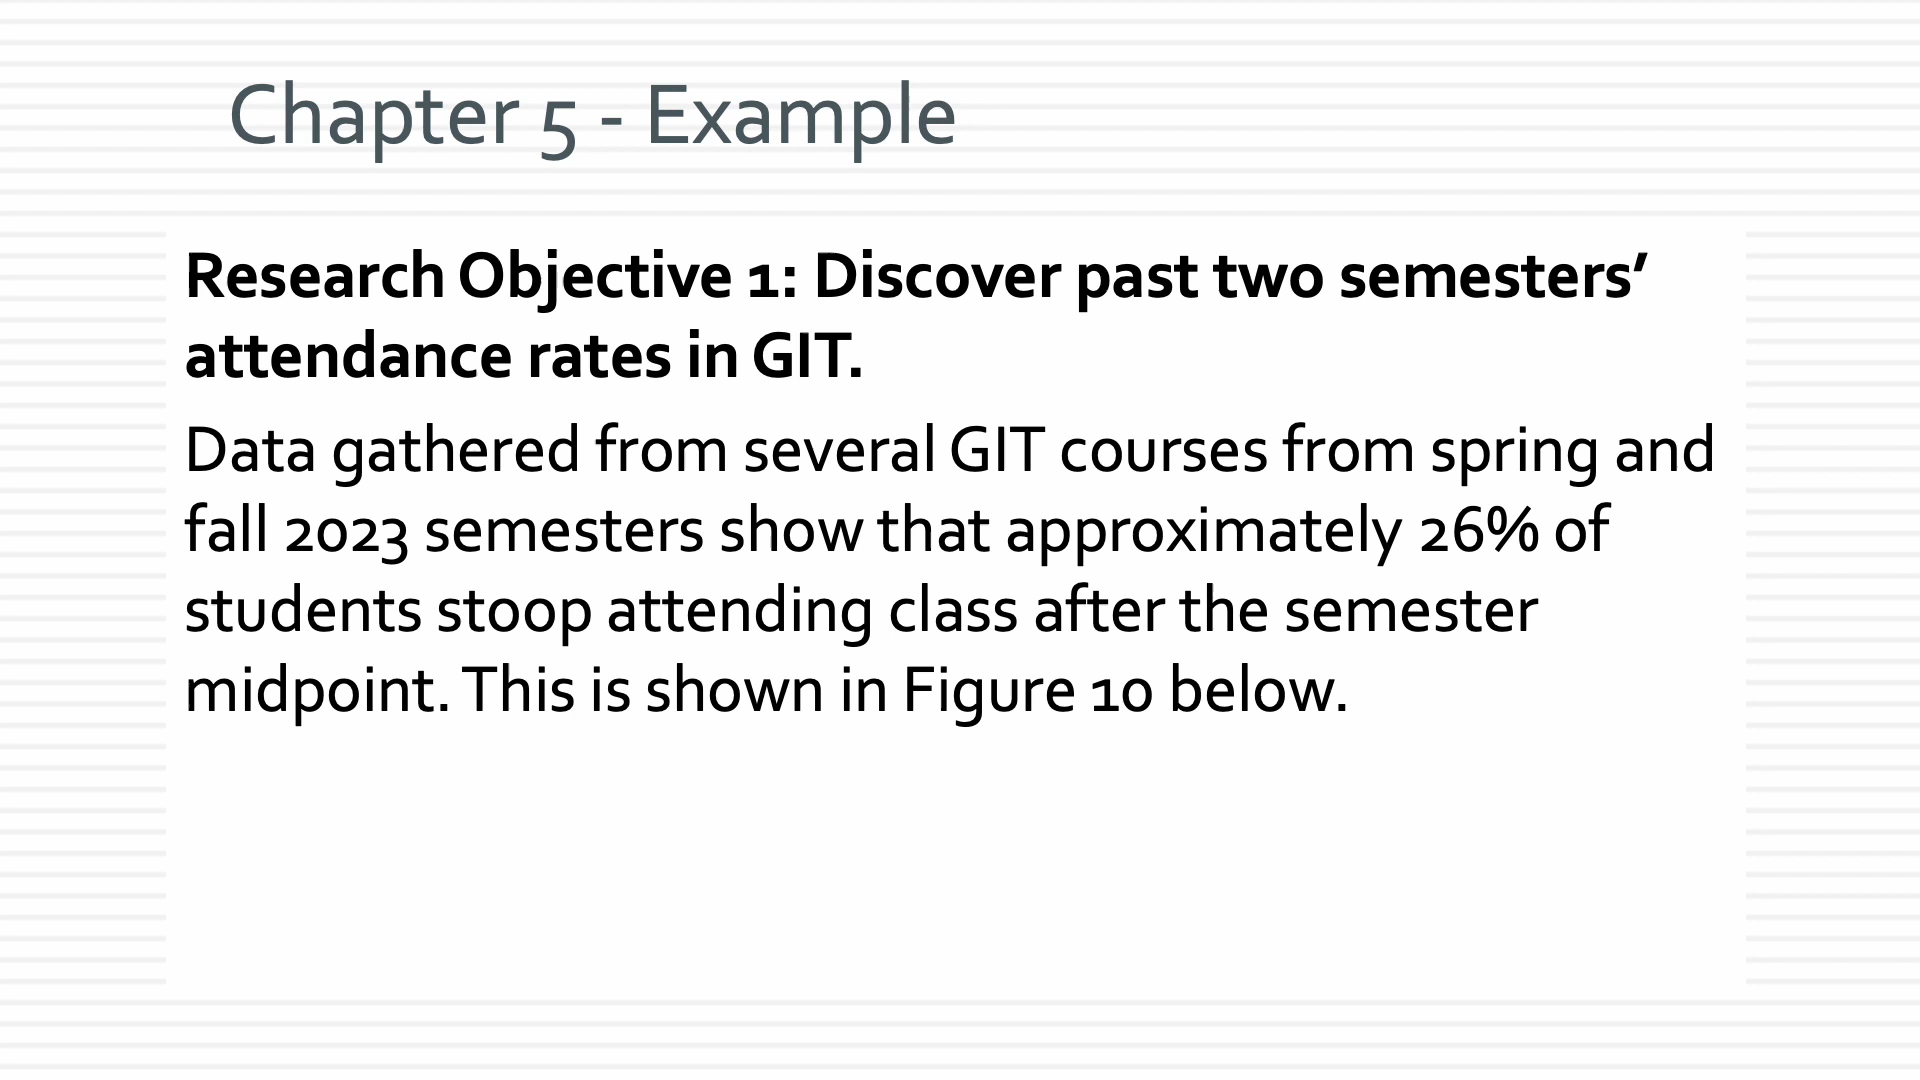 Chapter 5 - Example
Research Objective 1: Discover past two semesters’
attendance rates in GIT.
Data gathered from several GIT courses from spring and
fall 2023 semesters show that approximately 26% of
students stoop attending class after the semester
midpoint. This is shown in Figure 10 below.